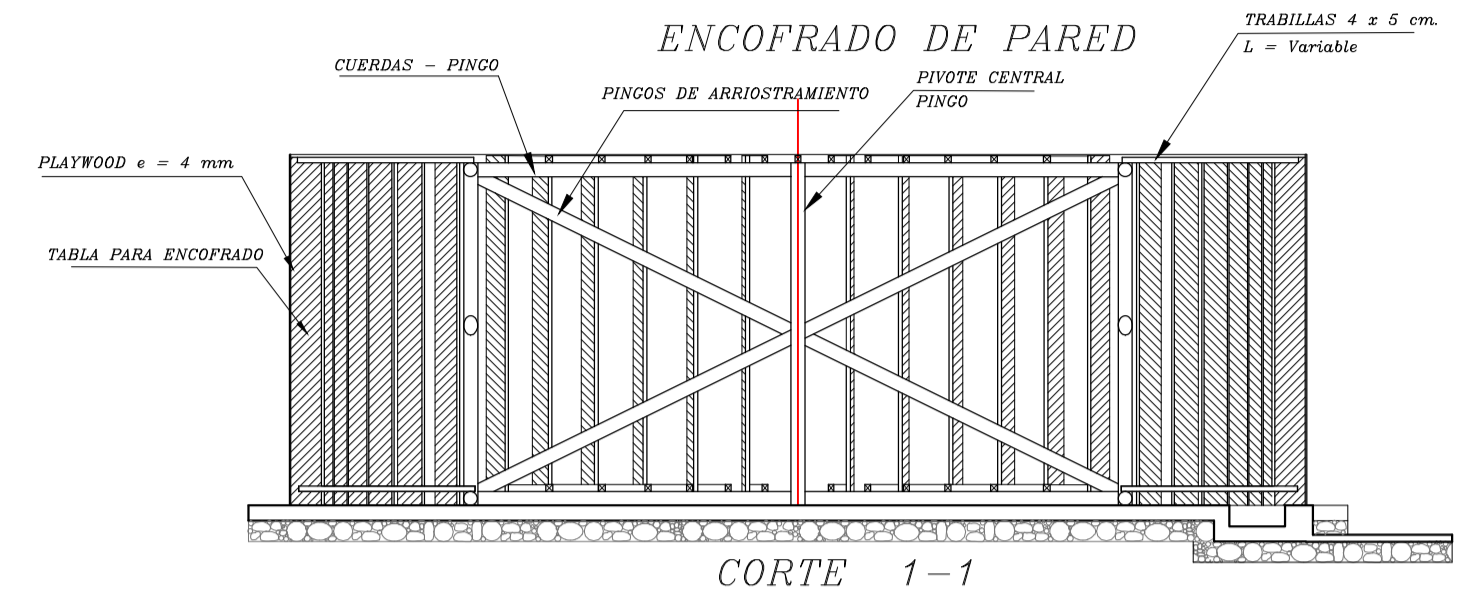 ENCOFRADO DE PARED
TRABILLAS 4 x 5 cm.
L = Variable
CUERDAS - PINGO
PINGOS DE ARRIOSTRAMIENTO
PIVOTE CENTRAL
PINGO
PLAYWOOD e = 4 mm
TABLA PARA ENCOFRADO
CORTE 1-1